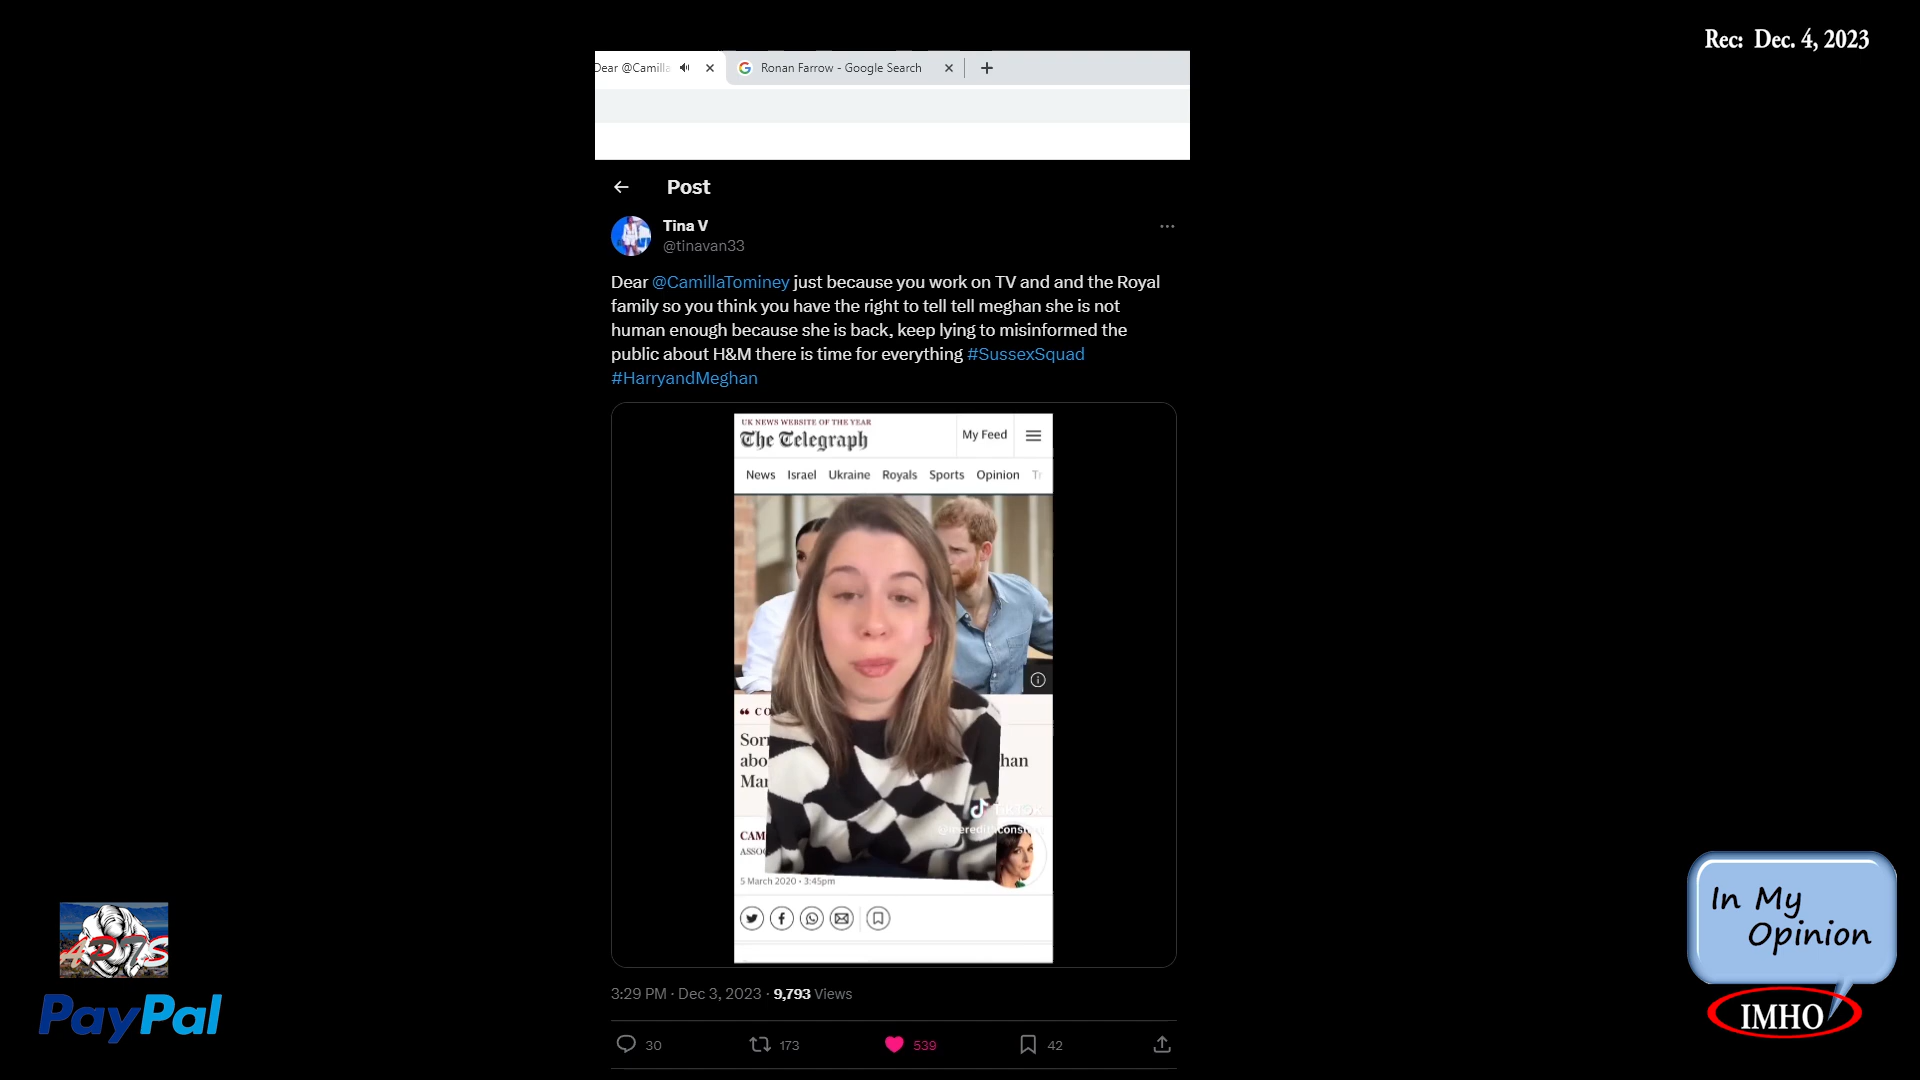 Rec: Dec. 4, 2023
Dear @Camilla
Ronan Farrow - Google Search
Post
Tina V
@tinavan33
Dear @CamillaTominey just because you work on TV and and the Royal
family so you think you have the right to tell tell meghan she is not
human enough because she is back, keep lying to misinformed the
public about H&M there is time for everything #SussexSquad
#HarryandMeghan
UK NEWS WEBSITE OF THE YEAR
The Telegraph
My Feed
News Israel Ukraine Royals Sports Opinion Tr
CO
Sorr
abo han
Mar
TikTok
CAM
ASSOC
5 March 2020 • 3:45pm
3:29 PM · Dec 3, 2023 · 9,793 Views
30 173 539 42
PayPal
In My
Opinion
IMHO